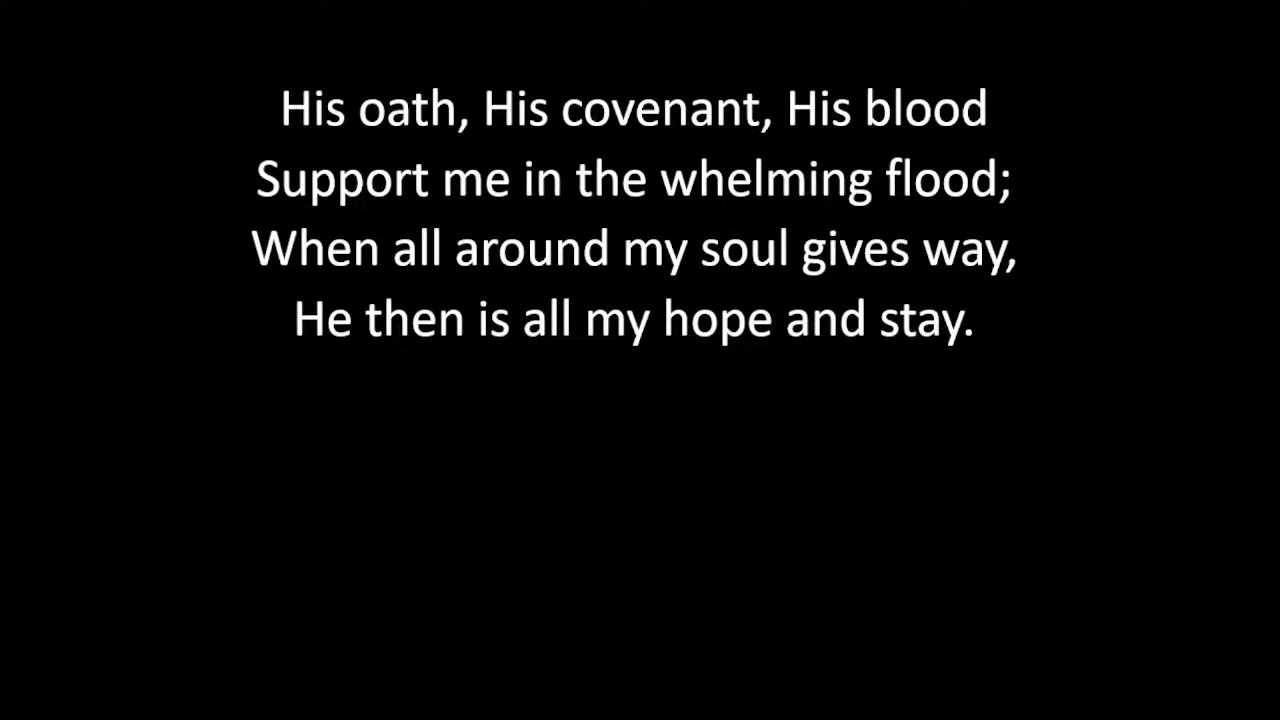 His oath, His covenant, His blood
Support me in the whelming flood;
When all around my soul gives way,
He then is all my hope and stay.